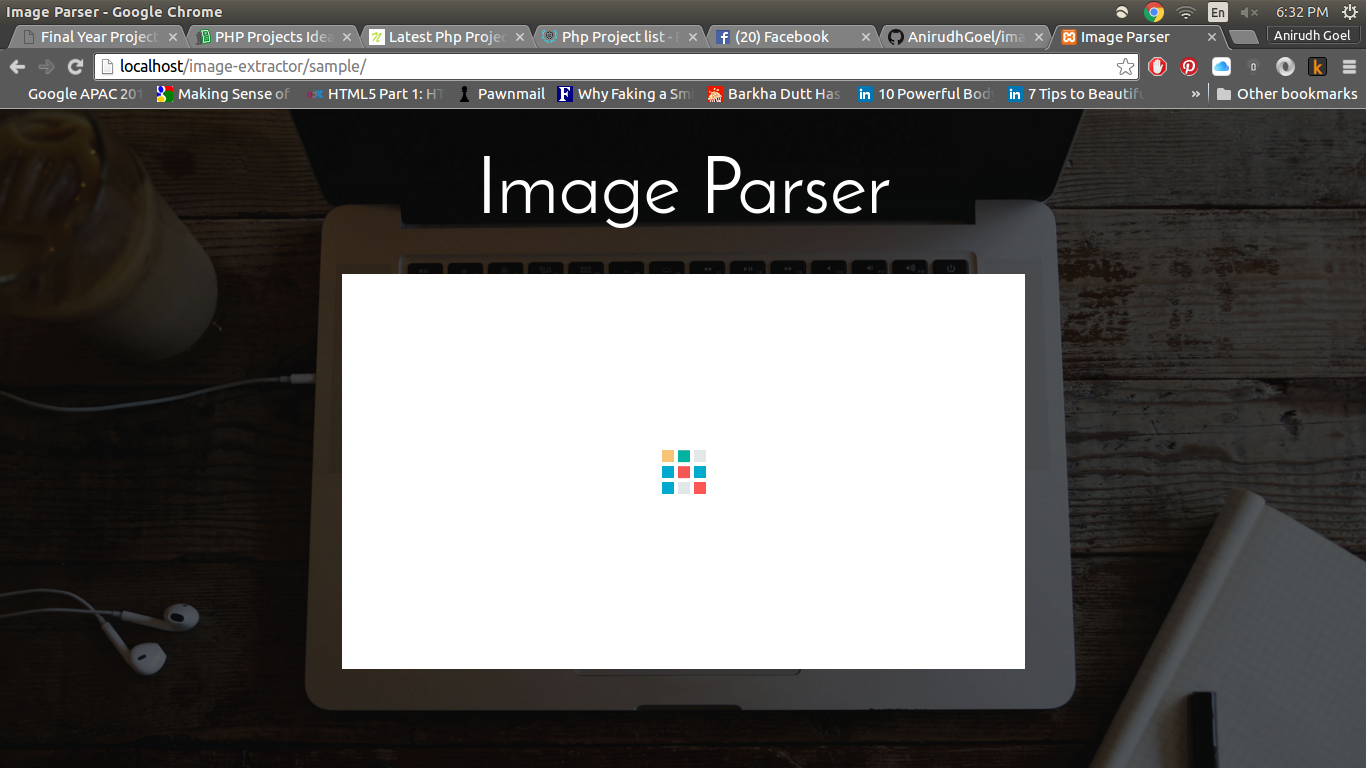 Image Parser - Google Chrome
En
6:32 PM
Final Year Project
PHP Projects Idea
Latest Php Projec
Php Project list - 
(20) Facebook
AnirudhGoel/ima
Image Parser
Anirudh Goel
localhost/image-extractor/sample/
Google APAC 201
Making Sense of
HTML5 Part 1: HT
Pawnmail
Why Faking a Smi
Barkha Dutt Has
10 Powerful Body
7 Tips to Beautifu
»
Other bookmarks
Image Parser